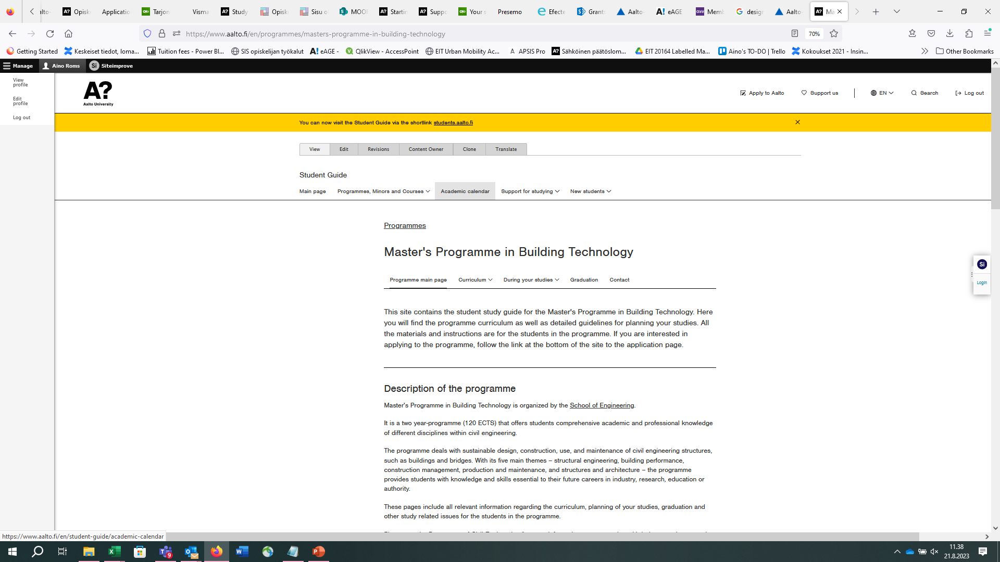 alto-
Opisk
Applicatio
Tarjon
Visma
Study
Opiske
Sisu o
MOOF
Startin
Suppo
Your s
Presemo
Efecte
Grants
Aalto-
eAGE
Memb
design
Aalto-
Ma
https://www.aalto.fi/en/programmes/masters-programme-in-building-technology
70%
Getting Started
Keskeiset tiedot, loma...
Tuition fees - Power Bl...
SIS opiskelijan työkalut
eAGE -
QlikView - AccessPoint
EIT Urban Mobility Ac...
APSIS Pro
Sähköinen päätöslom...
EIT 20164 Labelled Ma...
Aino's TO-DO | Trello
Kokoukset 2021 - Insin...
Other Bookmarks
Manage
Aino Roms
Si
Siteimprove
View
profile
Edit
profile
Log out
A?
Aalto University
Apply to Aalto
Support us
EN
Search
Log out
You can now visit the Student Guide via the shortlink students.aalto.fi
View
Edit
Revisions
Content Owner
Clone
Translate
Student Guide
Main page
Programmes, Minors and Courses
Academic calendar
Support for studying
New students
Programmes
Master's Programme in Building Technology
Programme main page
Curriculum
During your studies
Graduation
Contact
Si
Login
This site contains the student study guide for the Master's Programme in Building Technology. Here
you will find the programme curriculum as well as detailed guidelines for planning your studies. All
the materials and instructions are for the students in the programme. If you are interested in
applying to the programme, follow the link at the bottom of the site to the application page.
Description of the programme
Master's Programme in Building Technology is organized by the School of Engineering.
It is a two year-programme (120 ECTS) that offers students comprehensive academic and professional knowledge
of different disciplines within civil engineering.
The programme deals with sustainable design, construction, use, and maintenance of civil engineering structures,
such as buildings and bridges. With its five main themes – structural engineering, building performance,
construction management, production and maintenance, and structures and architecture – the programme
provides students with knowledge and skills essential to their future careers in industry, research, education or
authority.
These pages include all relevant information regarding the curriculum, planning of your studies, graduation and
other study related issues for the students in the programme.
https://www.aalto.fi/en/student-guide/academic-calendar
9
11.38
21.8.2023